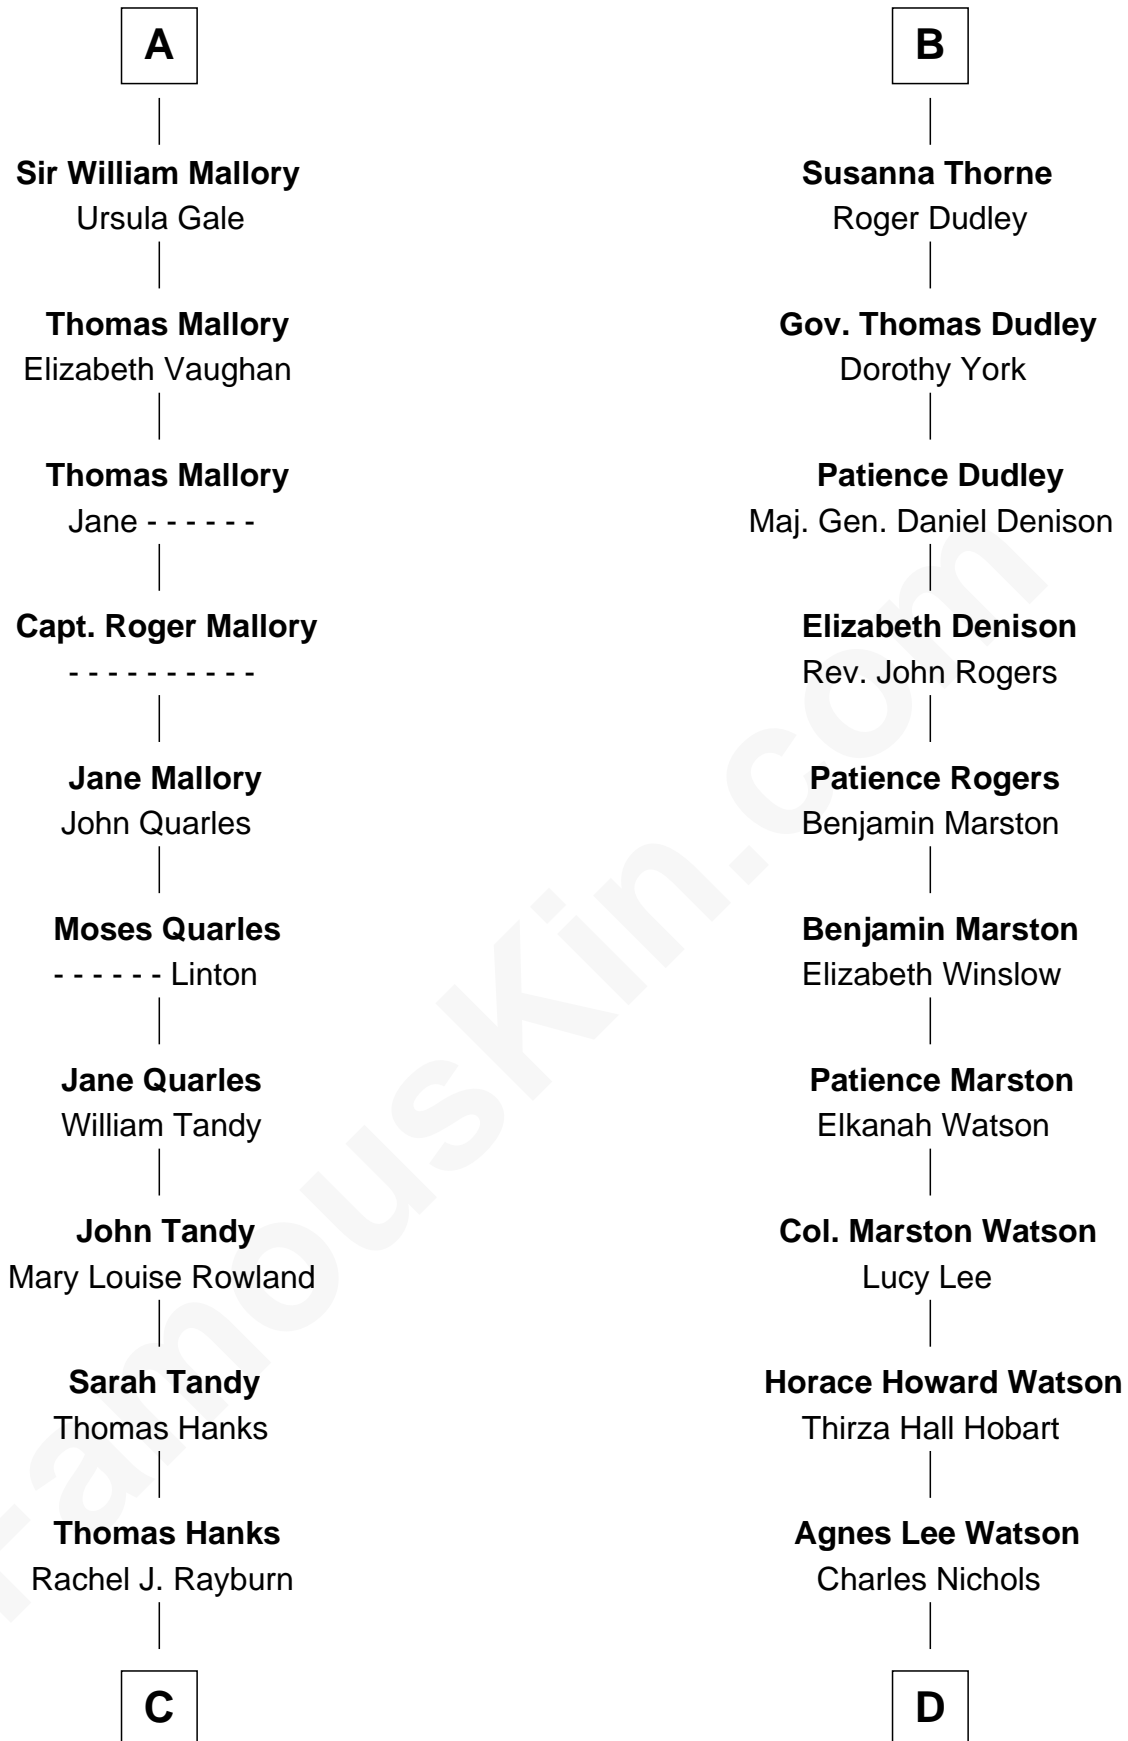 A
Sir William Mallory
Ursula Gale
Thomas Mallory
Elizabeth Vaughan
Thomas Mallory
Jane - - - - - -
Capt. Roger Mallory
- - - - - - - - - -
Jane Mallory
John Quarles
Moses Quarles
- - - - - - Linton
Jane Quarles
William Tandy
John Tandy
Mary Louise Rowland
Sarah Tandy
Thomas Hanks
Thomas Hanks
Rachel J. Rayburn
C
B
Susanna Thorne
Roger Dudley
Gov. Thomas Dudley
Dorothy York
Patience Dudley
Maj. Gen. Daniel Denison
Elizabeth Denison
Rev. John Rogers
Patience Rogers
Benjamin Marston
Benjamin Marston
Elizabeth Winslow
Patience Marston
Elkanah Watson
Col. Marston Watson
Lucy Lee
Horace Howard Watson
Thirza Hall Hobart
Agnes Lee Watson
Charles Nichols
D
FamousKin.com